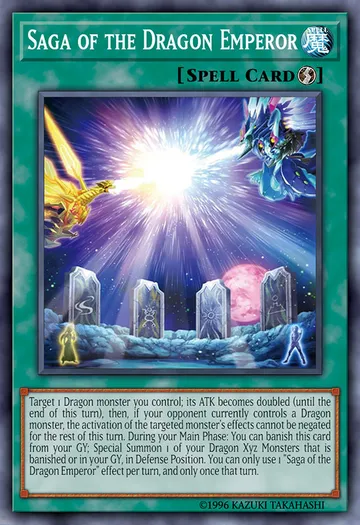 SAGA OF THE DRAGON EMPEROR
SPELL
魔
[SPELL CARD]
Target 1 Dragon monster you control; its ATK becomes doubled (until the
end of this turn), then, if your opponent currently controls a Dragon
monster, the activation of the targeted monster's effects cannot be negated
for the rest of this turn. During your Main Phase: You can banish this card
from your GY; Special Summon 1 of your Dragon Xyz Monsters that
is banished or in your GY, in Defense Position. You can only use 1 "Saga of
the Dragon Emperor" effect per turn, and only once that turn.
©1996 KAZUKI TAKAHASHI